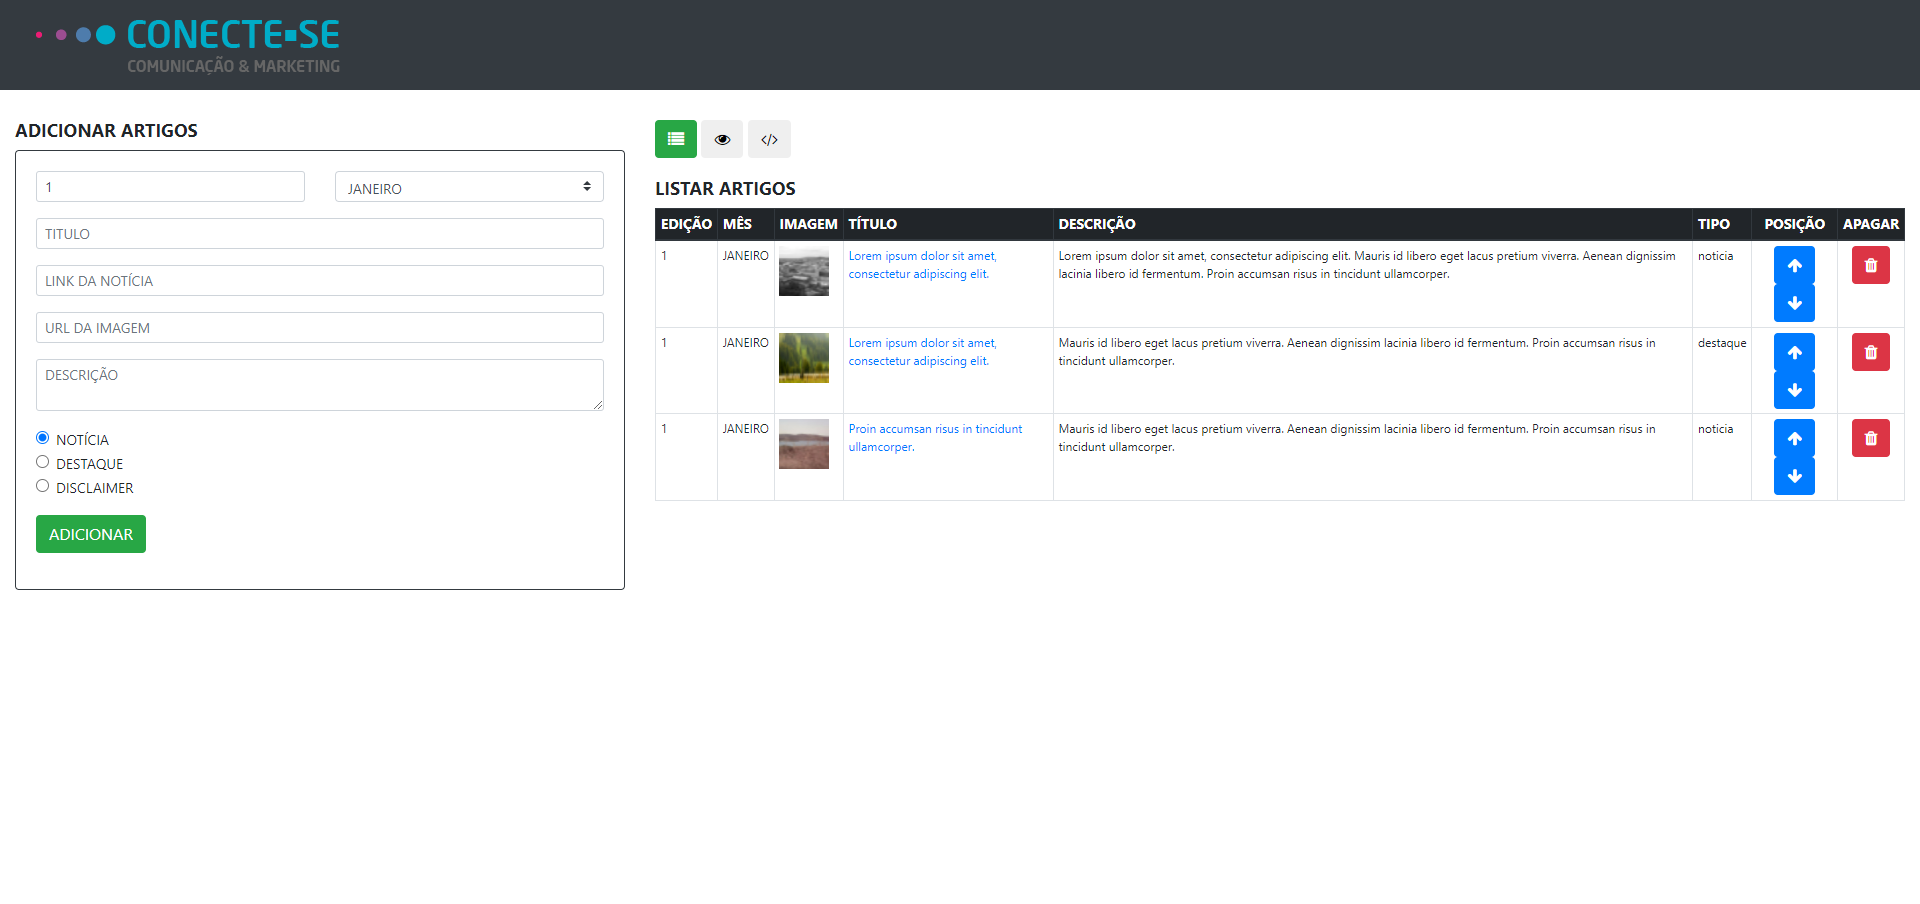 CONECTE-SE
COMUNICAÇÃO & MARKETING
ADICIONAR ARTIGOS
1
JANEIRO
TITULO
LINK DA NOTÍCIA
URL DA IMAGEM
DESCRIÇÃO
NOTÍCIA
DESTAQUE
DISCLAIMER
ADICIONAR
LISTAR ARTIGOS
EDIÇÃO MÊS IMAGEM TÍTULO DESCRIÇÃO TIPO POSIÇÃO APAGAR
1
JANEIRO
Lorem ipsum dolor sit amet,
consectetur adipiscing elit.
Lorem ipsum dolor sit amet, consectetur adipiscing elit. Mauris id libero eget lacus pretium viverra. Aenean dignissim
lacinia libero id fermentum. Proin accumsan risus in tincidunt ullamcorper.
noticia
1
JANEIRO
Lorem ipsum dolor sit amet,
consectetur adipiscing elit.
Mauris id libero eget lacus pretium viverra. Aenean dignissim lacinia libero id fermentum. Proin accumsan risus in
tincidunt ullamcorper.
destaque
1
JANEIRO
Proin accumsan risus in tincidunt
ullamcorper.
Mauris id libero eget lacus pretium viverra. Aenean dignissim lacinia libero id fermentum. Proin accumsan risus in
tincidunt ullamcorper.
noticia